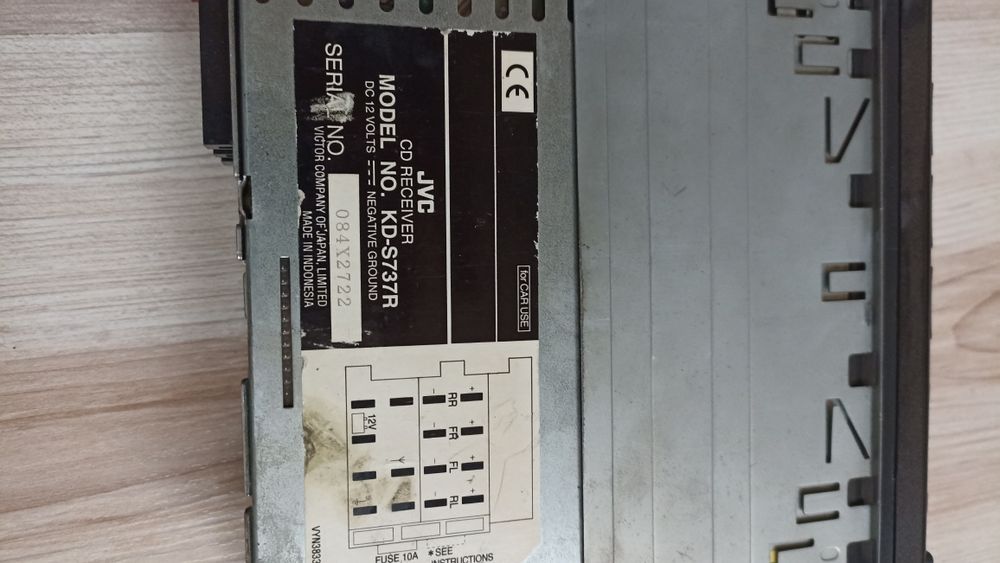 CE
for CAR USE
JVC
CD RECEIVER
MODEL NO. KD-S737R
DC 12 VOLTS NEGATIVE GROUND
SERIAL NO. 084X2722
VICTOR COMPANY OF JAPAN, LIMITED
MADE IN INDONESIA
+ + + +
RR FR FL RL
- - - -
12V
FUSE 10A
*SEE
INSTRUCTIONS
VYN3833